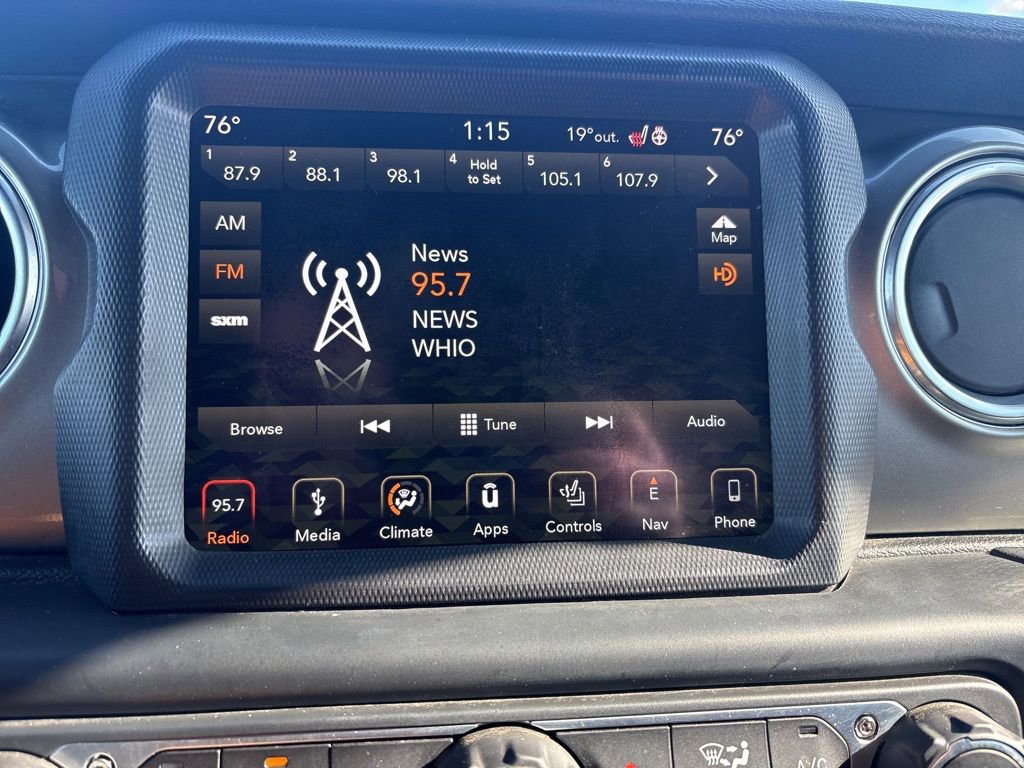 76° 1:15 19°out. 76°
1 87.9 2 88.1 3 98.1 4 Hold to Set 5 105.1 6 107.9
AM
FM
sxm
News
95.7
NEWS
WHIO
Map
HD
Browse Tune Audio
95.7 u E
Radio Media Climate Apps Controls Nav Phone
A/C